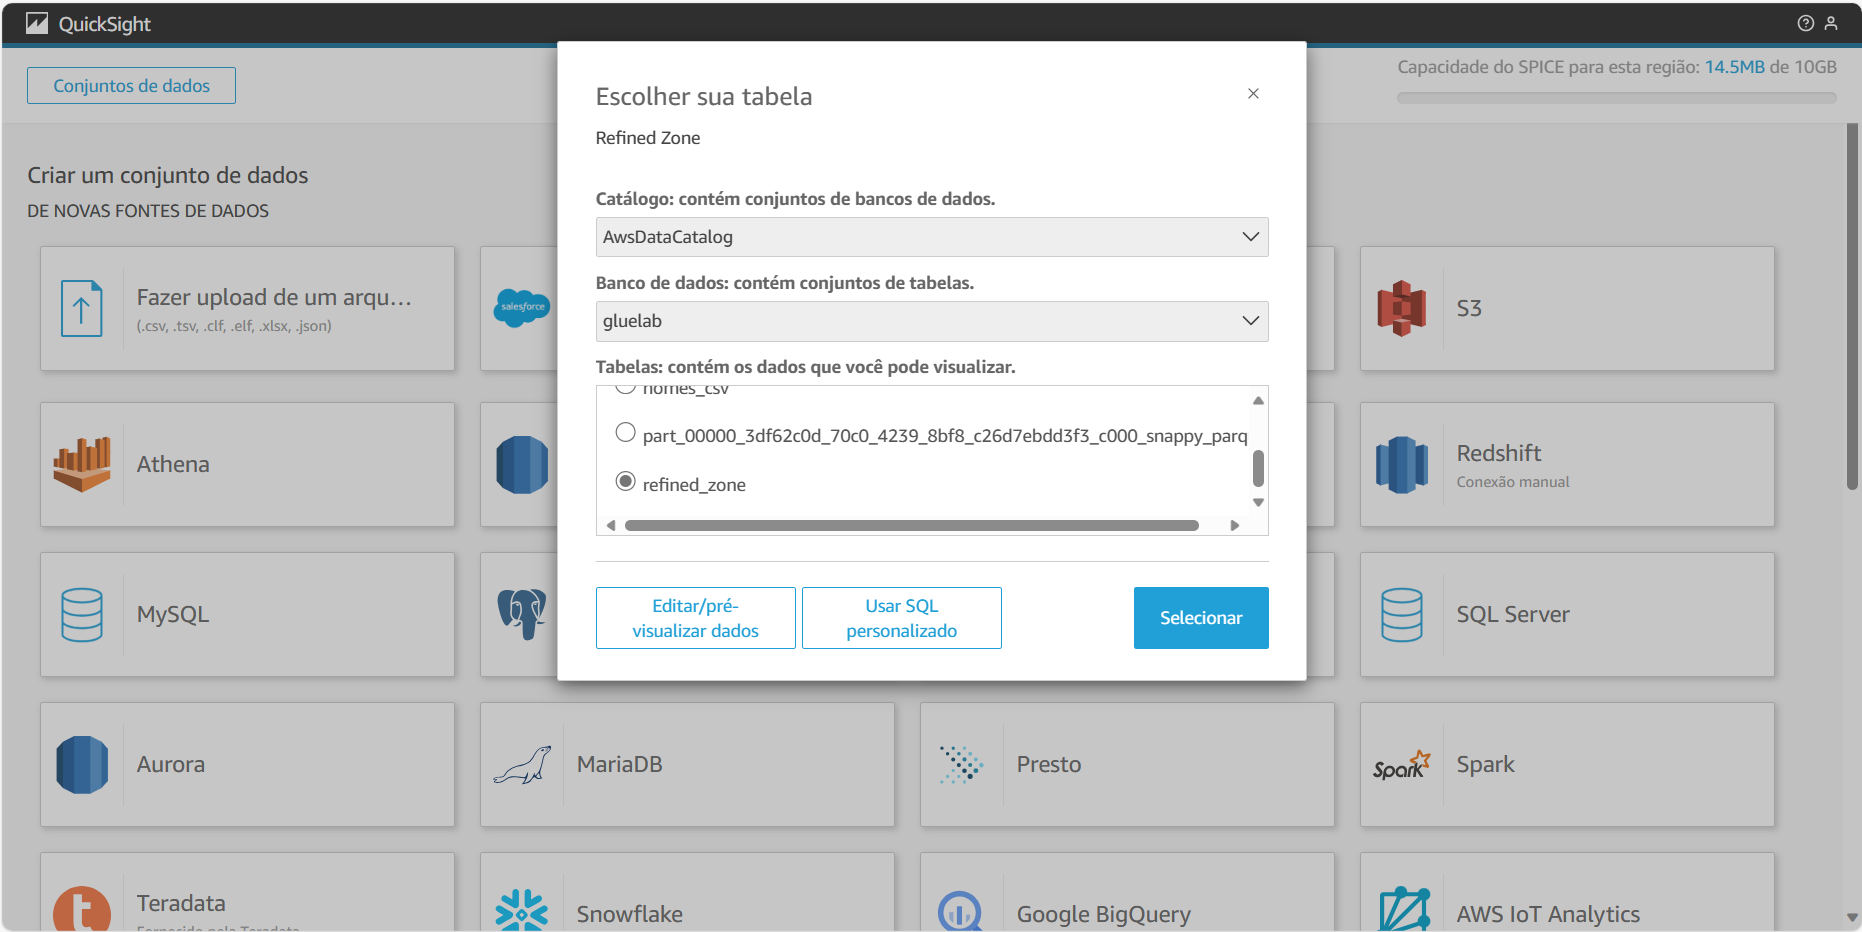 QuickSight
Conjuntos de dados
Capacidade do SPICE para esta região: 14.5MB de 10GB
Criar um conjunto de dados
DE NOVAS FONTES DE DADOS
Escolher sua tabela
Refined Zone
Catálogo: contém conjuntos de bancos de dados.
AwsDataCatalog
Banco de dados: contém conjuntos de tabelas.
gluelab
Tabelas: contém os dados que você pode visualizar.
nomes_csv
part_00000_3df62c0d_70c0_4239_8bf8_c26d7ebdd3f3_c000_snappy_parq
refined_zone
Editar/pré-
visualizar dados
Usar SQL
personalizado
Selecionar
Fazer upload de um arqu...
(.csv, .tsv, .clf, .elf, .xlsx, .json)
salesforce
S3
Athena
Redshift
Conexão manual
MySQL
SQL Server
Aurora
MariaDB
Presto
Spark
Spark
Teradata
Fornecido pela Teradata
Snowflake
Google BigQuery
AWS IoT Analytics